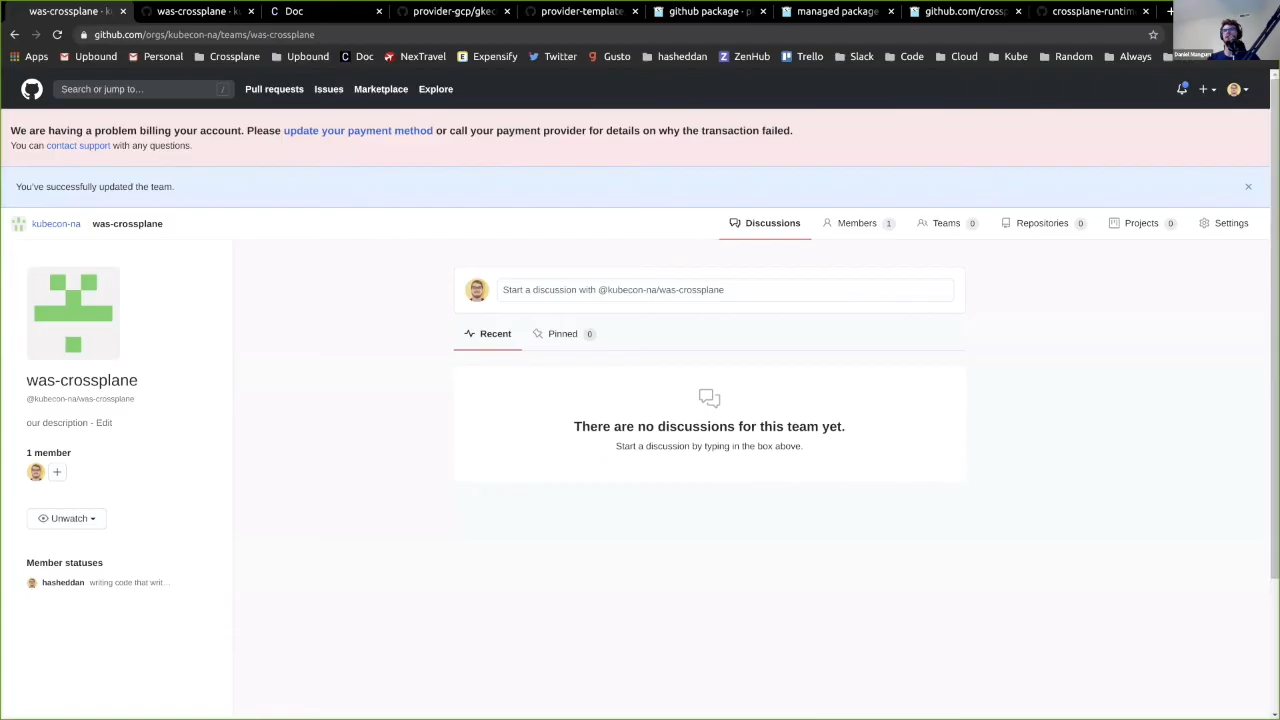 was-crossplane · k
was-crossplane · k
Doc
provider-gcp/gkec
provider-template
github package · p
managed package
github.com/crossp
crossplane-runtim
github.com/orgs/kubecon-na/teams/was-crossplane
Daniel Mangum
Apps Upbound Personal Crossplane Upbound Doc NexTravel Expensify Twitter Gusto hasheddan ZenHub Trello Slack Code Cloud Kube Random Always
Search or jump to… / Pull requests Issues Marketplace Explore
We are having a problem billing your account. Please update your payment method or call your payment provider for details on why the transaction failed.
You can contact support with any questions.
You've successfully updated the team.
kubecon-na was-crossplane Discussions Members 1 Teams 0 Repositories 0 Projects 0 Settings
Start a discussion with @kubecon-na/was-crossplane
Recent Pinned 0
There are no discussions for this team yet.
Start a discussion by typing in the box above.
was-crossplane
@kubecon-na/was-crossplane
our description - Edit
1 member
Unwatch
Member statuses
hasheddan writing code that writ…